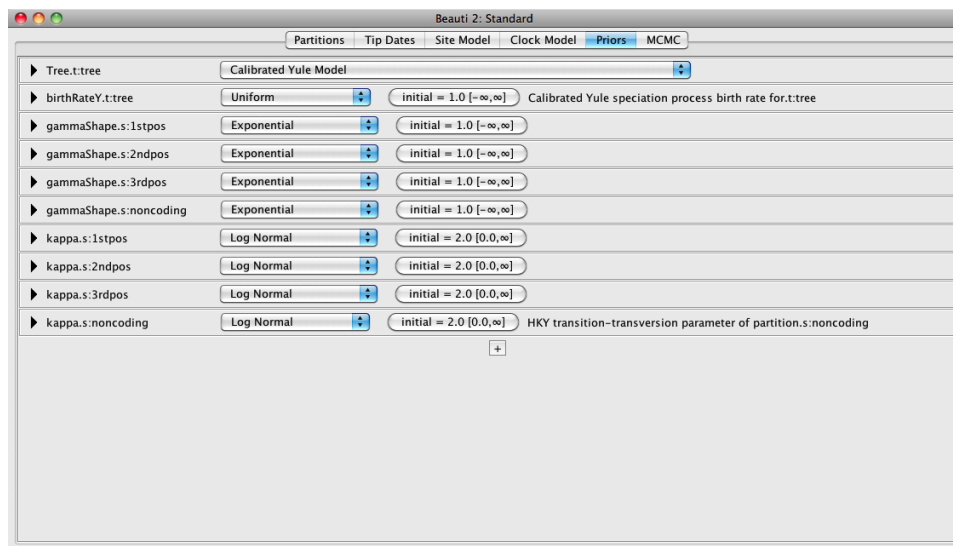 Beauti 2: Standard
Partitions Tip Dates Site Model Clock Model Priors MCMC
Tree.t:tree Calibrated Yule Model
birthRateY.t:tree Uniform initial = 1.0 [-∞,∞] Calibrated Yule speciation process birth rate for.t:tree
gammaShape.s:1stpos Exponential initial = 1.0 [-∞,∞]
gammaShape.s:2ndpos Exponential initial = 1.0 [-∞,∞]
gammaShape.s:3rdpos Exponential initial = 1.0 [-∞,∞]
gammaShape.s:noncoding Exponential initial = 1.0 [-∞,∞]
kappa.s:1stpos Log Normal initial = 2.0 [0.0,∞]
kappa.s:2ndpos Log Normal initial = 2.0 [0.0,∞]
kappa.s:3rdpos Log Normal initial = 2.0 [0.0,∞]
kappa.s:noncoding Log Normal initial = 2.0 [0.0,∞] HKY transition-transversion parameter of partition.s:noncoding
+